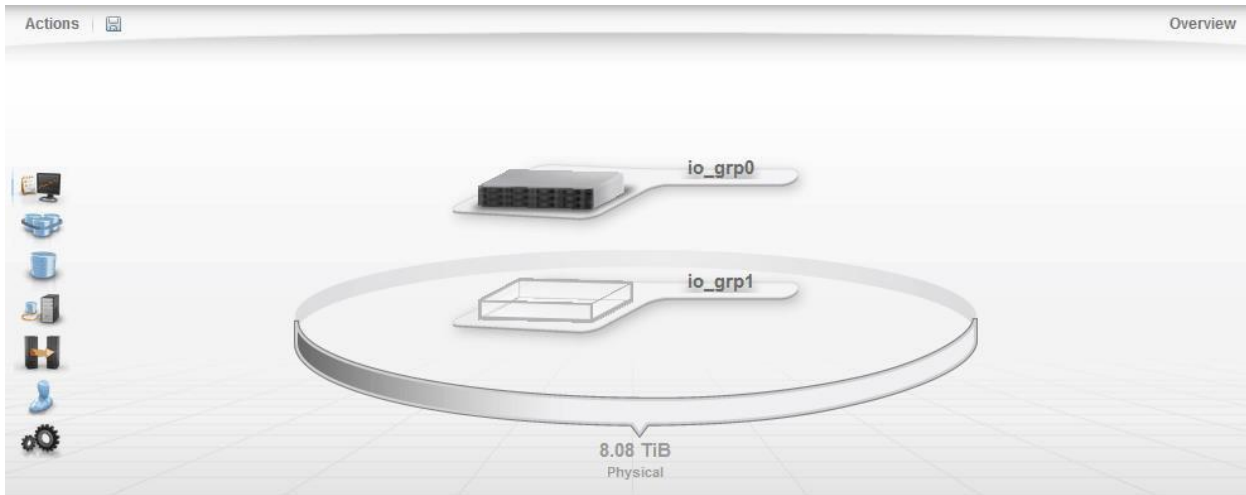 Actions
Overview
io_grp0
io_grp1
8.08 TiB
Physical